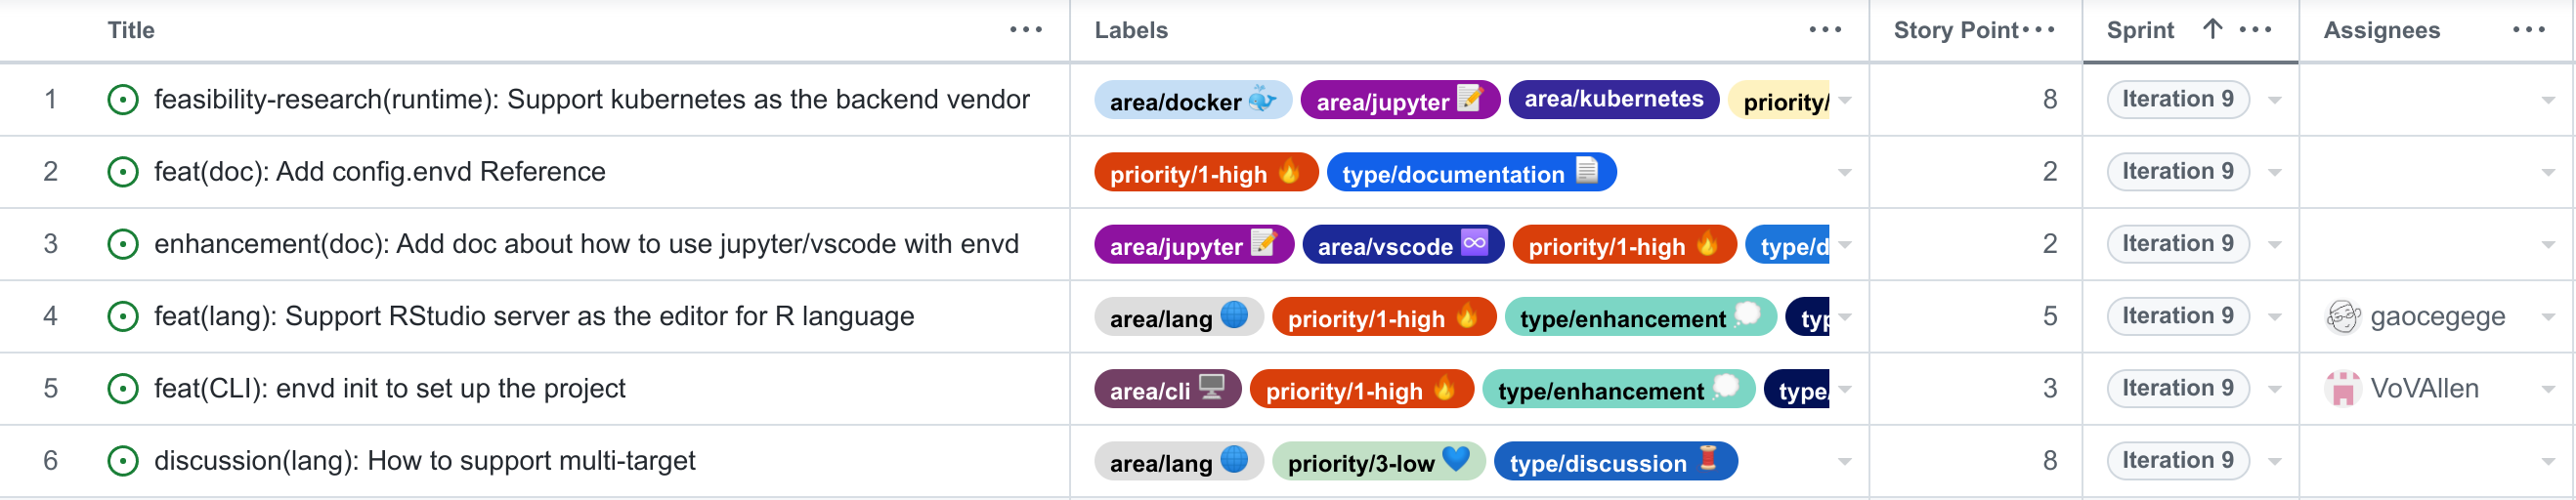 Title ... Labels ... Story Point... Sprint ↑ ... Assignees ...
1 feasibility-research(runtime): Support kubernetes as the backend vendor area/docker 🐳 area/jupyter 📝 area/kubernetes priority/ 8 Iteration 9
2 feat(doc): Add config.envd Reference priority/1-high 🔥 type/documentation 📄 2 Iteration 9
3 enhancement(doc): Add doc about how to use jupyter/vscode with envd area/jupyter 📝 area/vscode ♾️ priority/1-high 🔥 type/d 2 Iteration 9
4 feat(lang): Support RStudio server as the editor for R language area/lang 🌐 priority/1-high 🔥 type/enhancement 💭 typ 5 Iteration 9 gaocegege
5 feat(CLI): envd init to set up the project area/cli 🖥️ priority/1-high 🔥 type/enhancement 💭 type/ 3 Iteration 9 VoVAllen
6 discussion(lang): How to support multi-target area/lang 🌐 priority/3-low 💙 type/discussion 🧵 8 Iteration 9